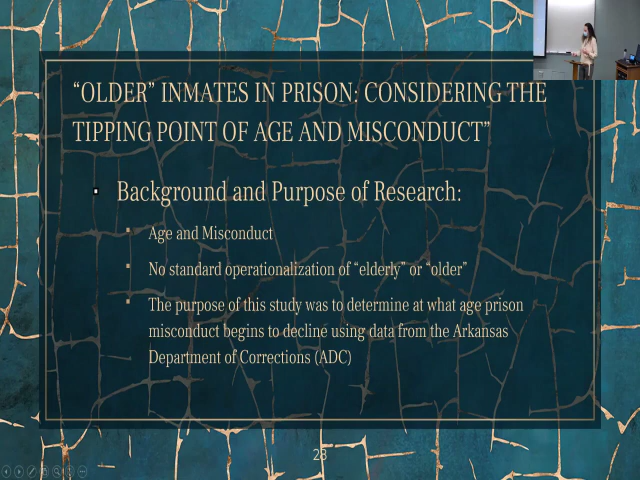 “OLDER” INMATES IN PRISON: CONSIDERING THE
TIPPING POINT OF AGE AND MISCONDUCT”
Background and Purpose of Research:
Age and Misconduct
No standard operationalization of “elderly” or “older”
The purpose of this study was to determine at what age prison
misconduct begins to decline using data from the Arkansas
Department of Corrections (ADC)
23